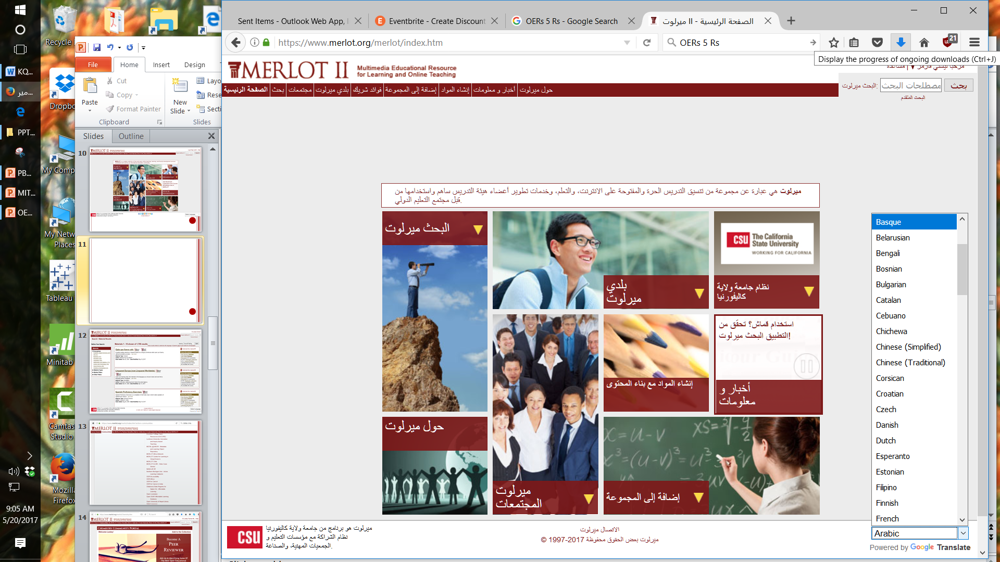 Recycle
Dropbo
My Comp
My Netw
Places
Tableau
Minitab
Camtas
Studio
Mozilla
Firefox
KQ...
...میر
PPT...
PB...
MIT...
OE...
9:05 AM
5/20/2017
File
Home
Insert
Design
Paste
Cut
Copy
Format Painter
Clipboard
New
Slide
Layo
Rese
Secti
Slides
Slides
Outline
10
11
12
13
14
Sent Items - Outlook Web App,
Eventbrite - Create Discount
OERs 5 Rs - Google Search
الصفحة الرئيسية - II ميرلوت
https://www.merlot.org/merlot/index.htm
OERs 5 Rs
21
Display the progress of ongoing downloads (Ctrl+J)
MERLOT II
Multimedia Educational Resource
for Learning and Online Teaching
الصفحة الرئيسية
بحث
مجتمعات
بلدي ميرلوت
فوائد شريك
إضافة إلى المجموعة
إنشاء المواد
أخبار و معلومات
حول ميرلوت
البحث ميرلوت:
مصطلحات البحث
بحث
البحث المتقدم
ميرلوت هي عبارة عن مجموعة من تنسيق التدريس الحرة والمفتوحة على الانترنت، والتعلم، وخدمات تطوير أعضاء هيئة التدريس ساهم واستخدامها من
قبل مجتمع التعليم الدولي.
البحث ميرلوت
بلدي
ميرلوت
CSU The California
State University
WORKING FOR CALIFORNIA
نظام جامعة ولاية
كاليفورنيا
استخدام قماش؟ تحقق من
التطبيق البحث ميرلوت!
إنشاء المواد مع بناء المحتوى
أخبار و
معلومات
حول ميرلوت
ميرلوت
المجتمعات
إضافة إلى المجموعة
Basque
Belarusian
Bengali
Bosnian
Bulgarian
Catalan
Cebuano
Chichewa
Chinese (Simplified)
Chinese (Traditional)
Corsican
Croatian
Czech
Danish
Dutch
Esperanto
Estonian
Filipino
Finnish
French
Arabic
Powered by Google Translate
CSU
ميرلوت هو برنامج من جامعة ولاية كاليفورنيا
نظام الشراكة مع مؤسسات التعليم و
الجمعيات المهنية، والصناعة.
الاتصال ميرلوت
ميرلوت بعض الحقوق محفوظة 2017-1997 ©